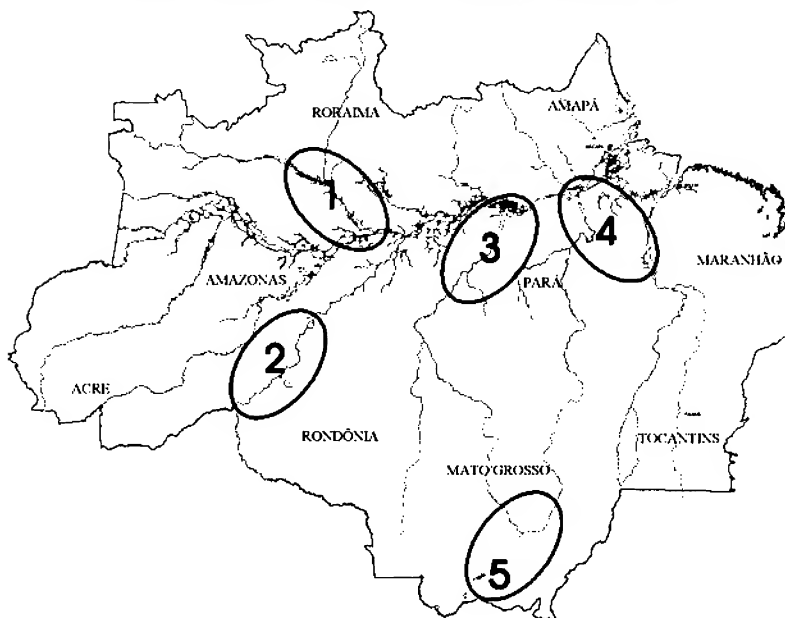 RORAIMA
AMAPÁ
1
3
4
AMAZONAS
PARÁ
MARANHÃO
2
ACRE
RONDÔNIA
MATO GROSSO
TOCANTINS
5